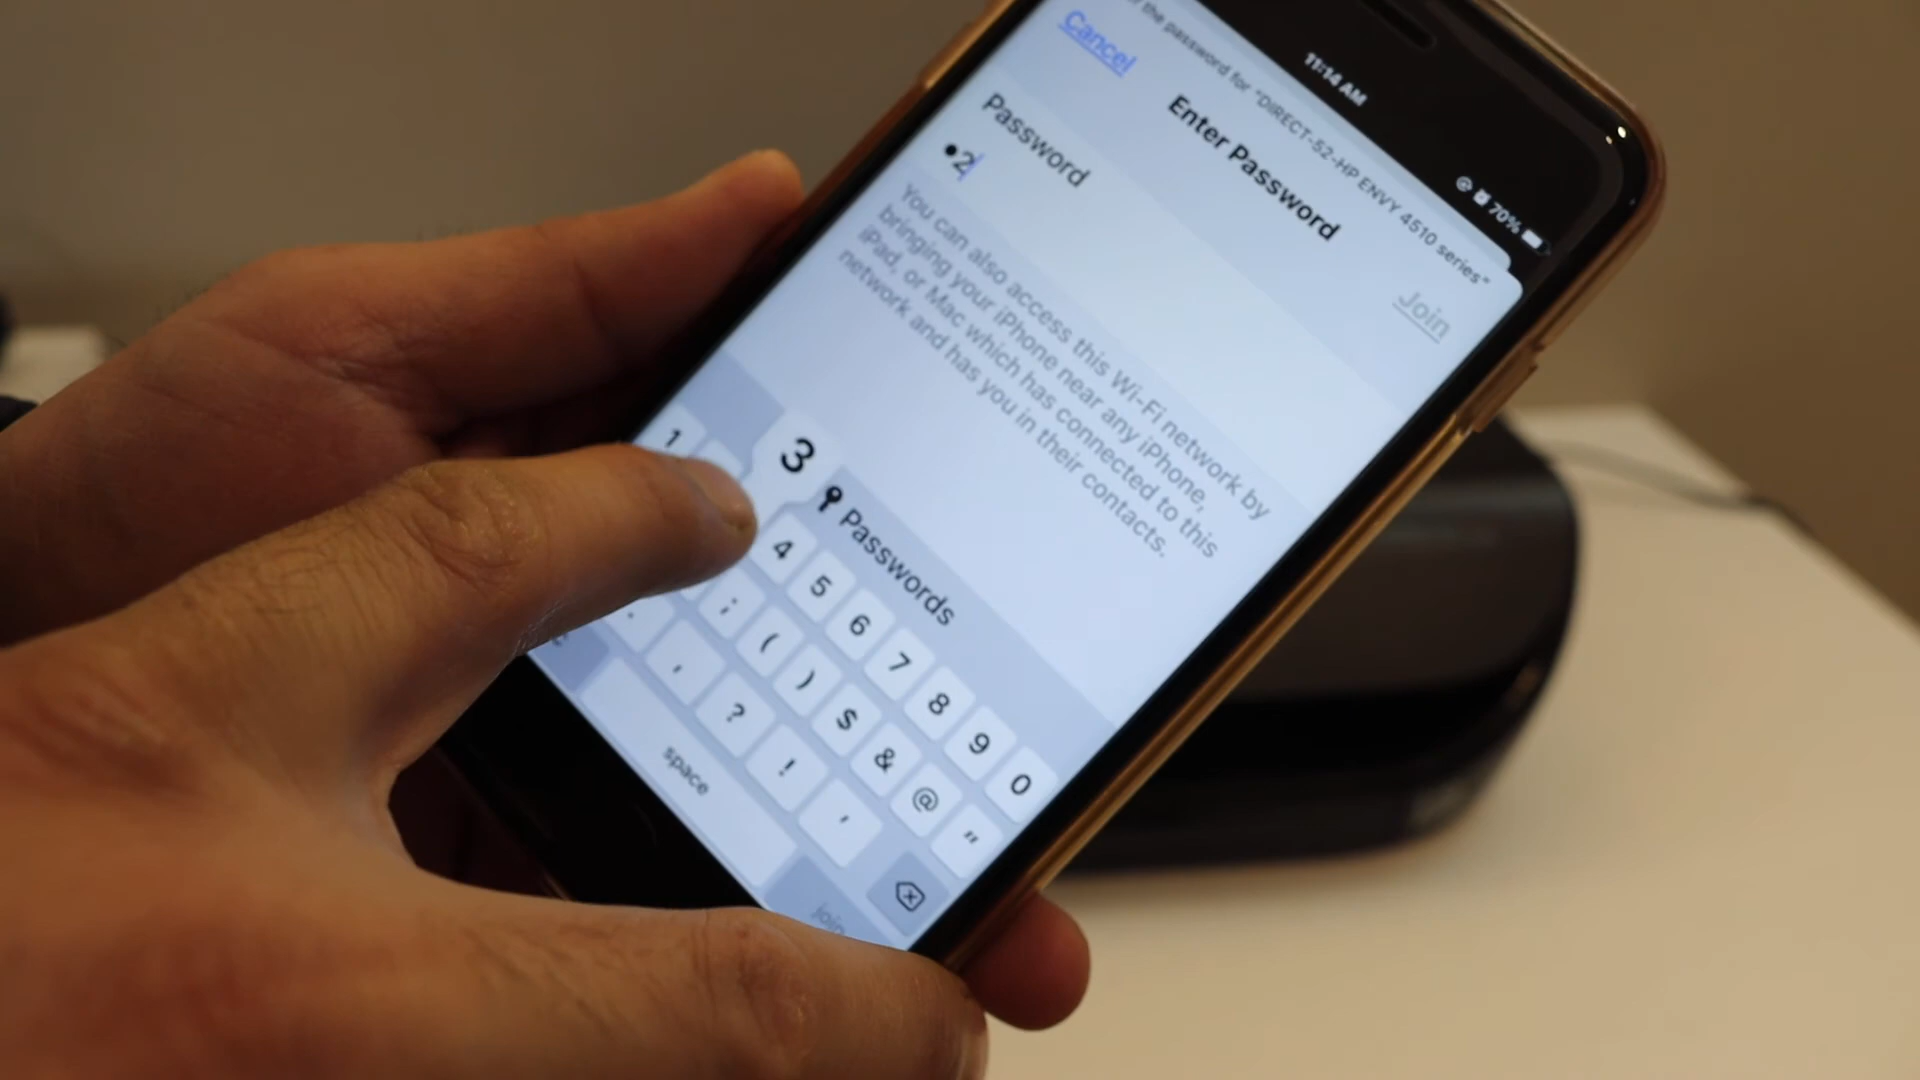 11:14 AM
70%
the password for "DIRECT-52-HP ENVY 4510 series"
Cancel
Enter Password
Join
Password
•2
You can also access this Wi-Fi network by
bringing your iPhone near any iPhone,
iPad, or Mac which has connected to this
network and has you in their contacts.
Passwords
1
3
4 5 6 7 8 9 0
; ( ) $ & @ "
. , ? ! '
space
join